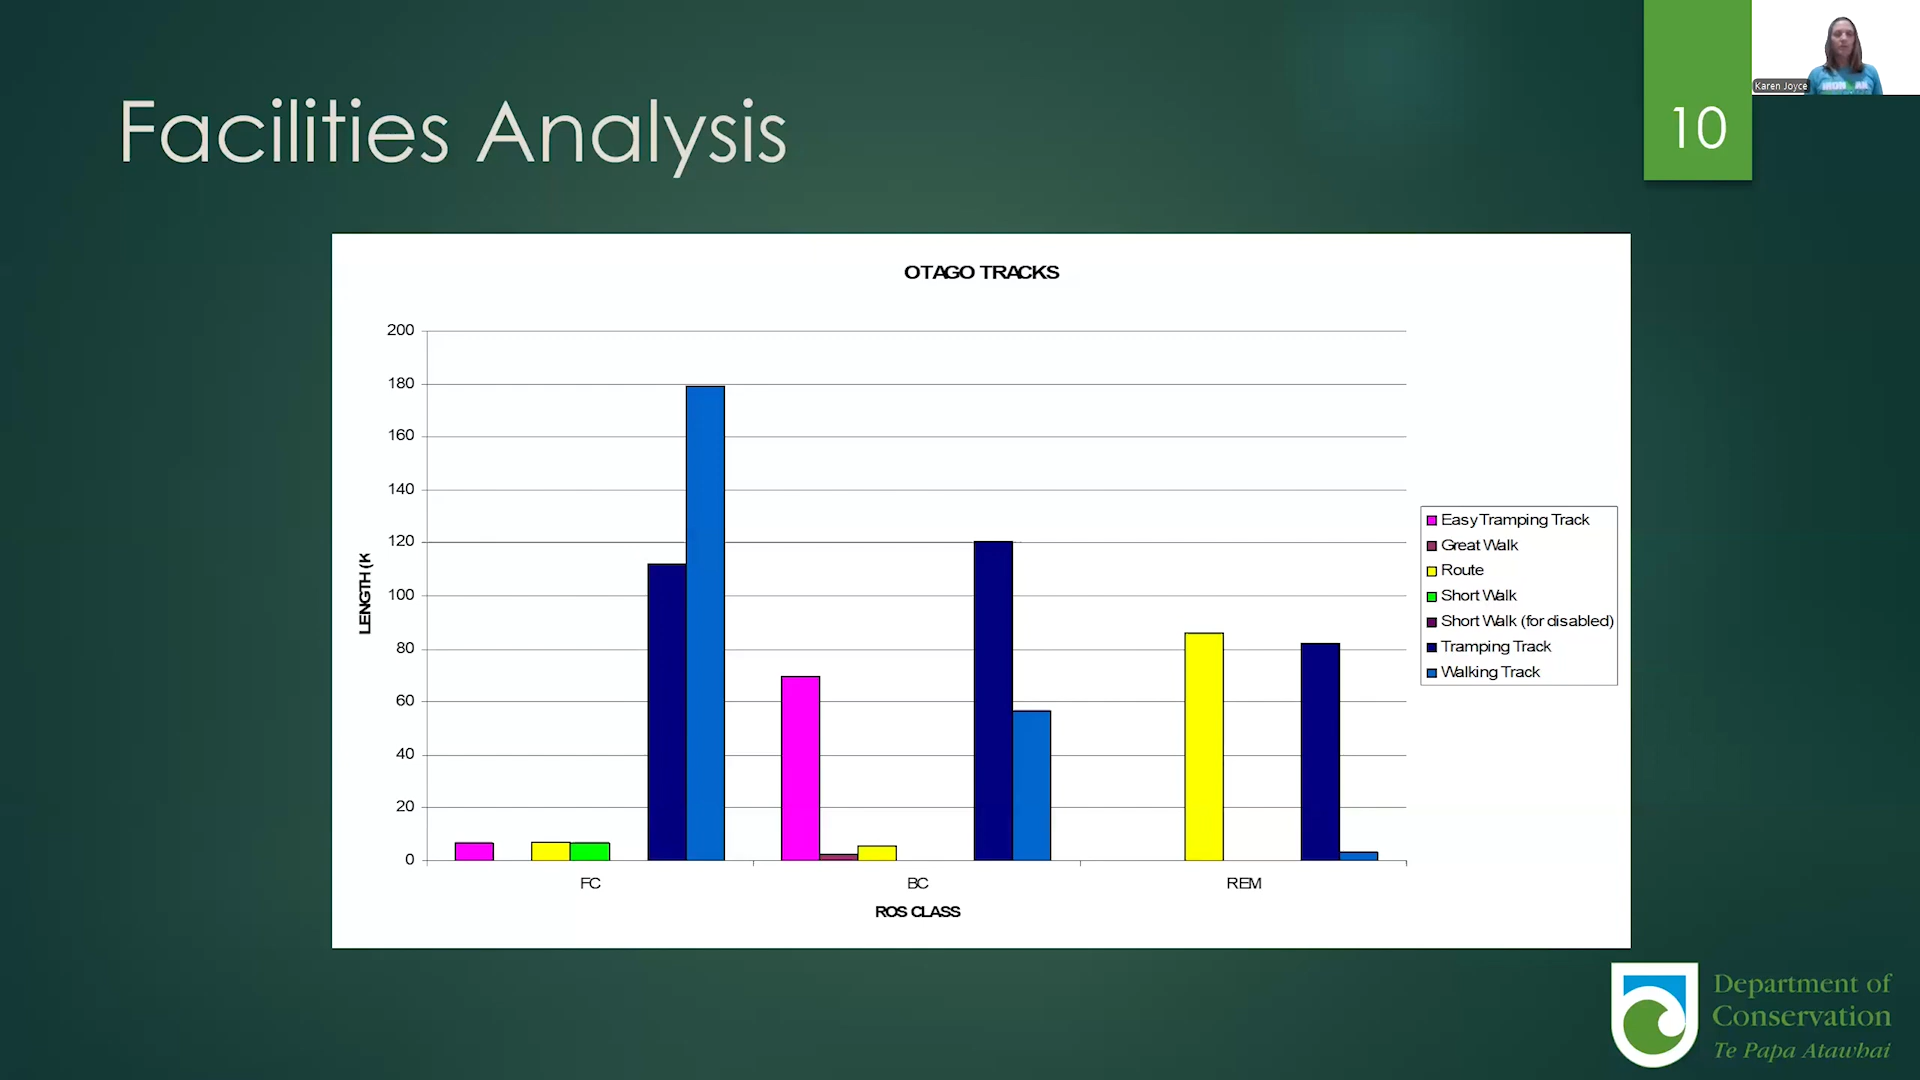 Karen Joyce
10
Facilities Analysis
OTAGO TRACKS
200
180
160
140
120
100
80
60
40
20
0
LENGTH (K
FC
BC
REM
ROS CLASS
Easy Tramping Track
Great Walk
Route
Short Walk
Short Walk (for disabled)
Tramping Track
Walking Track
Department of
Conservation
Te Papa Atawhai